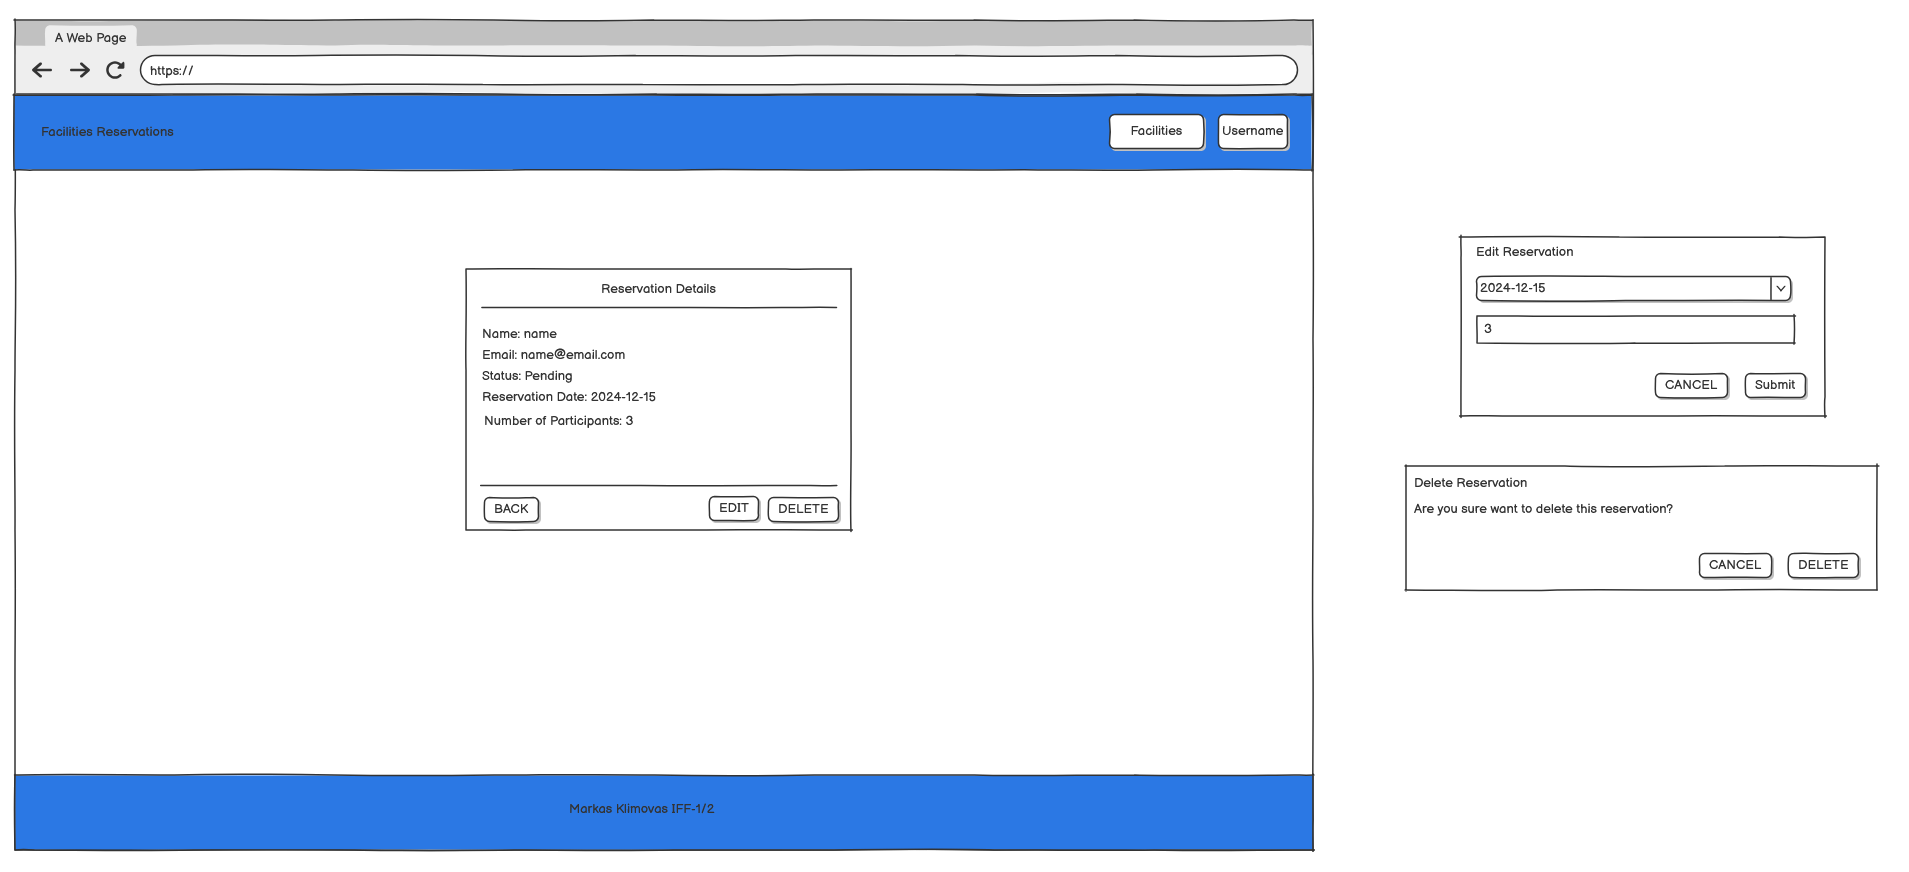 A Web Page
https://
Facilities Reservations
Facilities
Username
Reservation Details
Name: name
Email: name@email.com
Status: Pending
Reservation Date: 2024-12-15
Number of Participants: 3
BACK
EDIT
DELETE
Markas Klimovas IFF-1/2
Edit Reservation
2024-12-15
3
CANCEL
Submit
Delete Reservation
Are you sure want to delete this reservation?
CANCEL
DELETE